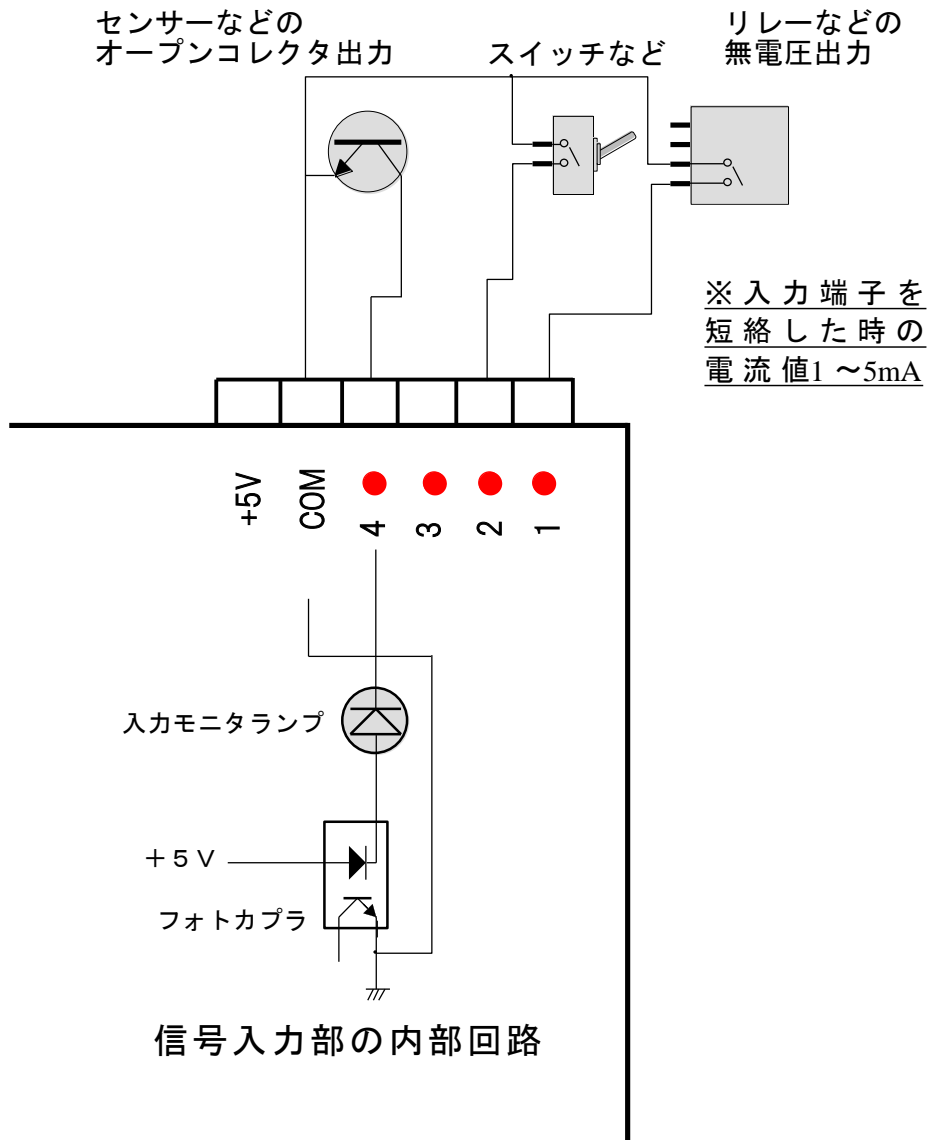 センサーなどの
オープンコレクタ出力
スイッチなど
リレーなどの
無電圧出力
※入力端子を
短絡した時の
電流値1～5mA
+5V
COM
4
3
2
1
入力モニタランプ
＋５Ｖ
フォトカプラ
信号入力部の内部回路